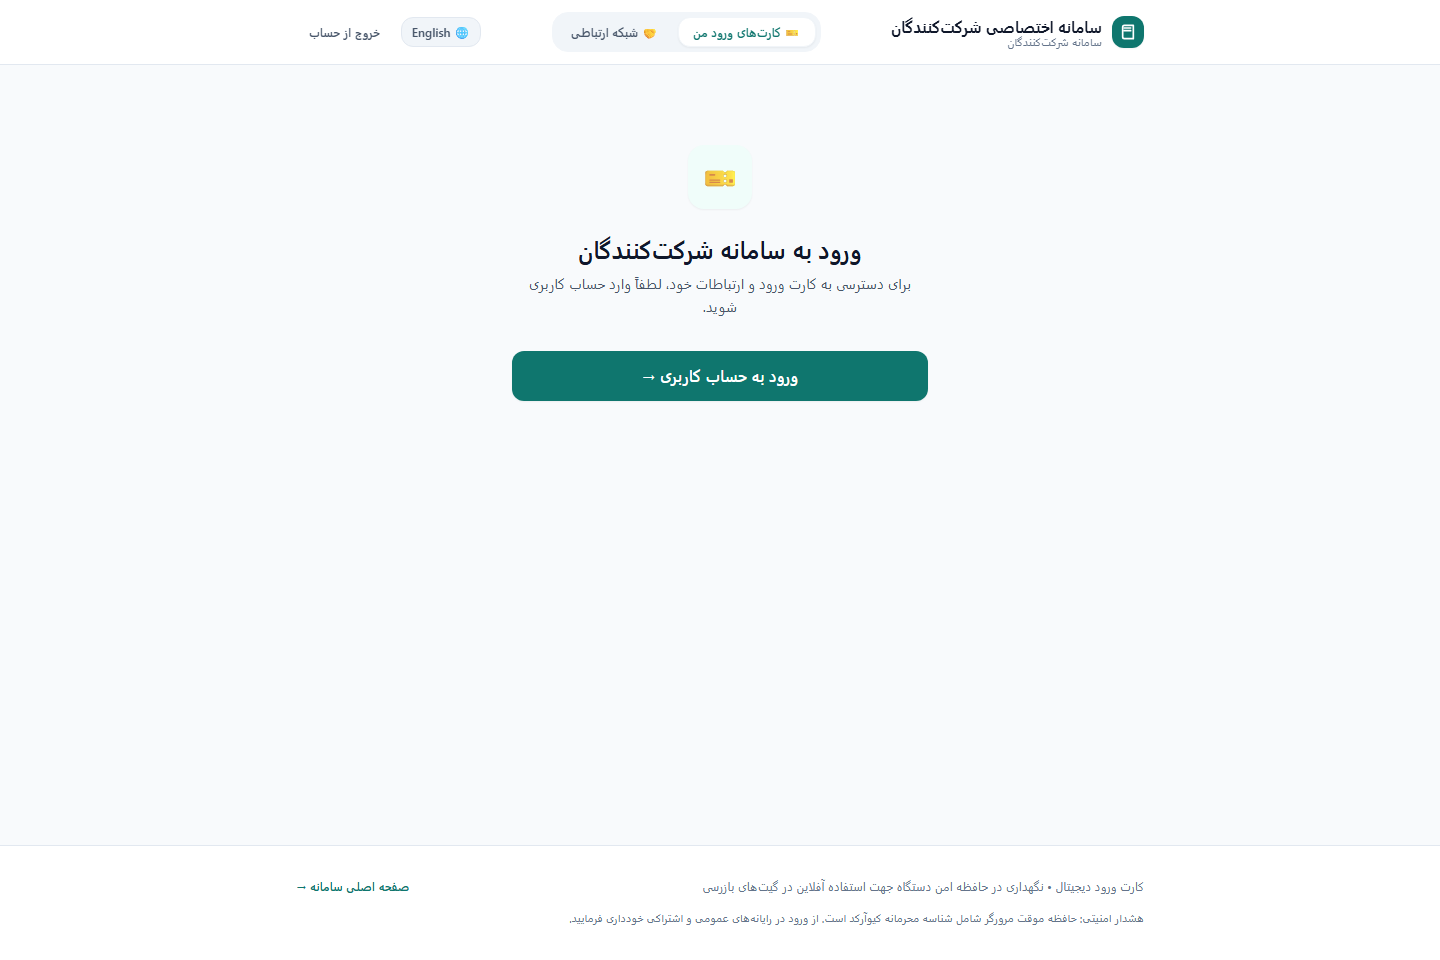 سامانه اختصاصی شرکت‌کنندگان
سامانه شرکت‌کنندگان
کارت‌های ورود من
شبکه ارتباطی
English
خروج از حساب
ورود به سامانه شرکت‌کنندگان
برای دسترسی به کارت ورود و ارتباطات خود، لطفاً وارد حساب کاربری
شوید.
ورود به حساب کاربری →
کارت ورود دیجیتال • نگهداری در حافظه امن دستگاه جهت استفاده آفلاین در گیت‌های بازرسی
صفحه اصلی سامانه →
هشدار امنیتی: حافظه موقت مرورگر شامل شناسه محرمانه کیوآرکد است. از ورود در رایانه‌های عمومی و اشتراکی خودداری فرمایید.